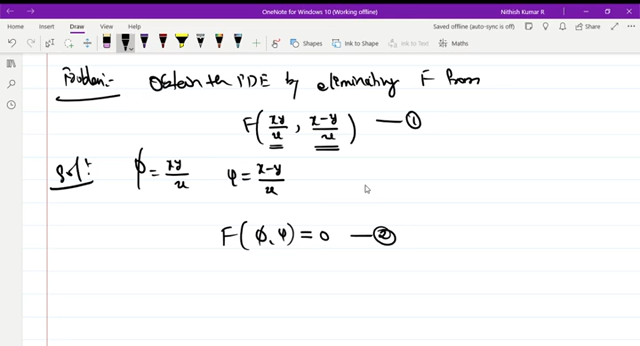 OneNote for Windows 10 (Working offline)
Nithish Kumar R
File Home Insert Draw View Help
Saved offline (auto-sync is off) Share
Shapes Ink to Shape Ink to Text Maths
Problem:- Obtain the PDE by eliminating F from
F(xy/u, x-y/u) — ①
Sol:
φ = xy/u ψ = x-y/u
F(φ, ψ) = 0 — ②